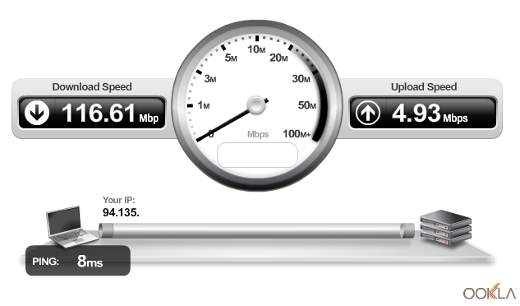 Download Speed
116.61 Mbp
Upload Speed
4.93 Mbps
10M
5M
20M
3M
30M
1M
50M
0
100M+
Mbps
Your IP:
94.135.
PING: 8ms
OOKLA